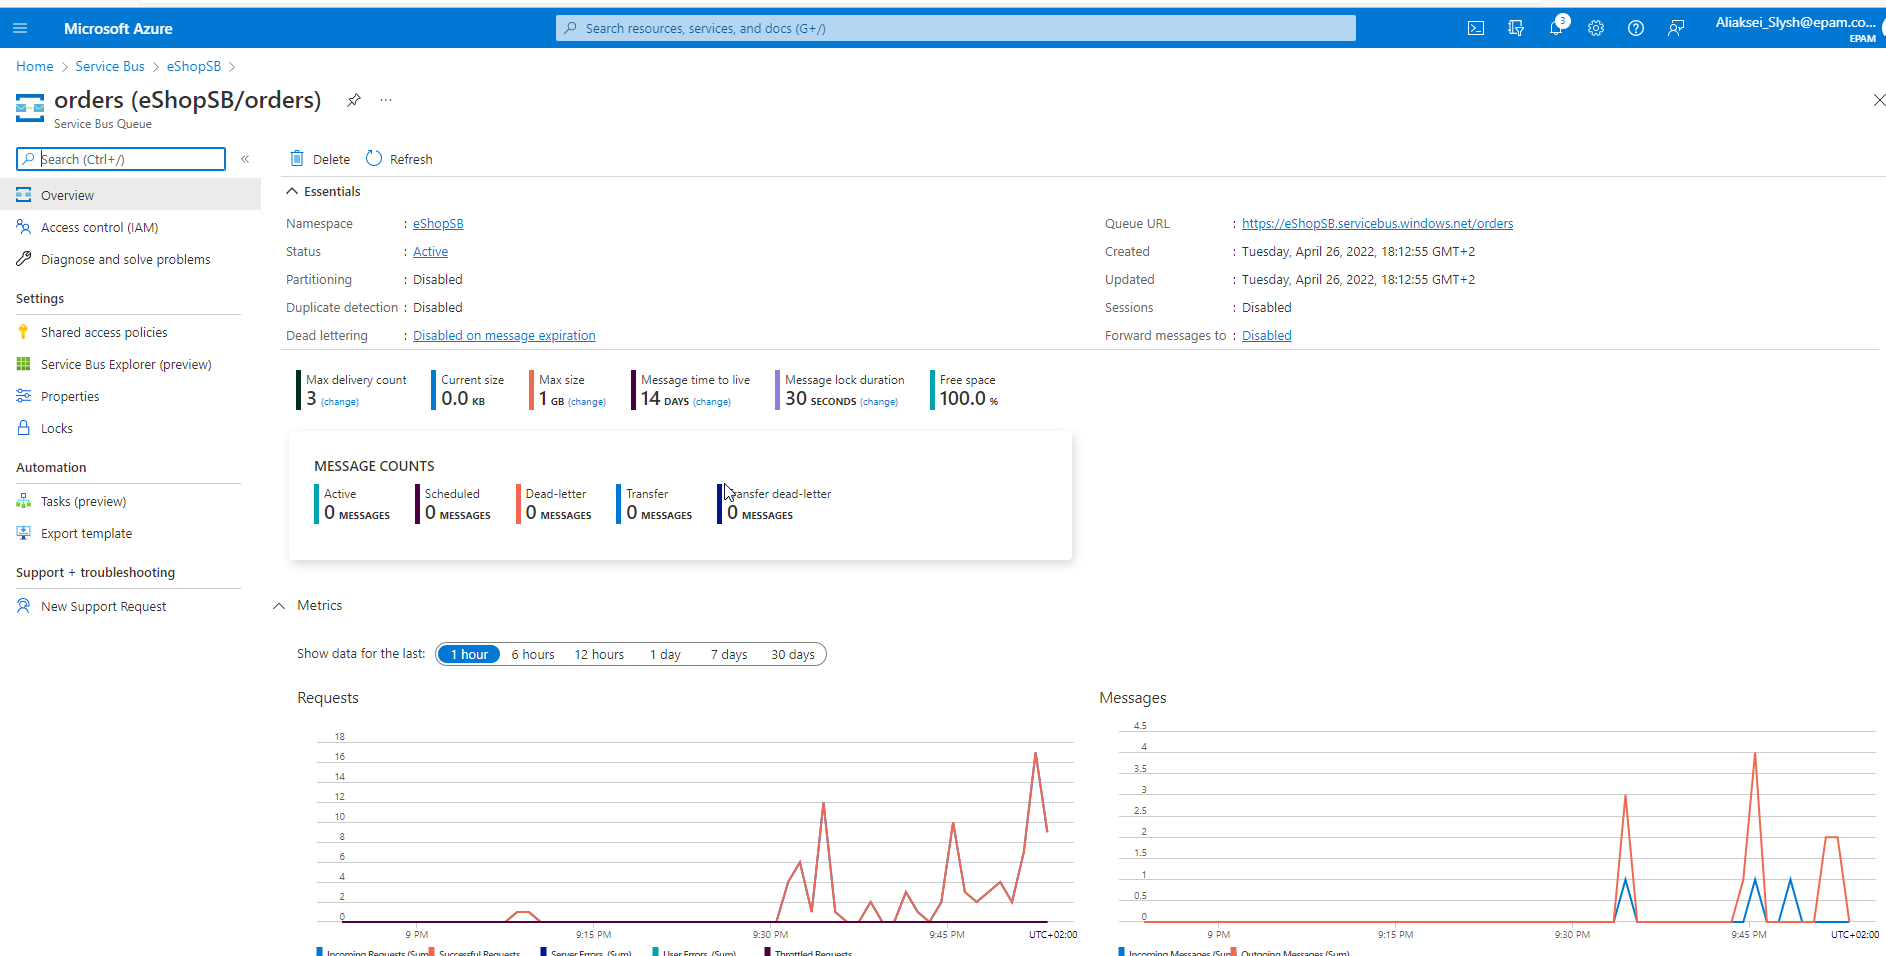 Microsoft Azure
Search resources, services, and docs (G+/)
3
Aliaksei_Slysh@epam.co...
EPAM
Home > Service Bus > eShopSB >
orders (eShopSB/orders) ...
Service Bus Queue
Search (Ctrl+/) «
Delete Refresh
Essentials
Overview
Access control (IAM)
Diagnose and solve problems
Settings
Shared access policies
Service Bus Explorer (preview)
Properties
Locks
Automation
Tasks (preview)
Export template
Support + troubleshooting
New Support Request
Namespace : eShopSB
Status : Active
Partitioning : Disabled
Duplicate detection : Disabled
Dead lettering : Disabled on message expiration
Queue URL : https://eShopSB.servicebus.windows.net/orders
Created : Tuesday, April 26, 2022, 18:12:55 GMT+2
Updated : Tuesday, April 26, 2022, 18:12:55 GMT+2
Sessions : Disabled
Forward messages to : Disabled
Max delivery count
3 (change)
Current size
0.0 KB
Max size
1 GB (change)
Message time to live
14 DAYS (change)
Message lock duration
30 SECONDS (change)
Free space
100.0 %
MESSAGE COUNTS
Active
0 MESSAGES
Scheduled
0 MESSAGES
Dead-letter
0 MESSAGES
Transfer
0 MESSAGES
Transfer dead-letter
0 MESSAGES
Metrics
Show data for the last: 1 hour 6 hours 12 hours 1 day 7 days 30 days
Requests
18
16
14
12
10
8
6
4
2
0
9 PM 9:15 PM 9:30 PM 9:45 PM UTC+02:00
Incoming Requests (Sum Successful Requests Server Errors. (Sum) User Errors. (Sum) Throttled Requests
Messages
4.5
4
3.5
3
2.5
2
1.5
1
0.5
0
9 PM 9:15 PM 9:30 PM 9:45 PM UTC+02:00
Incoming Messages (Sum Outgoing Messages (Sum)